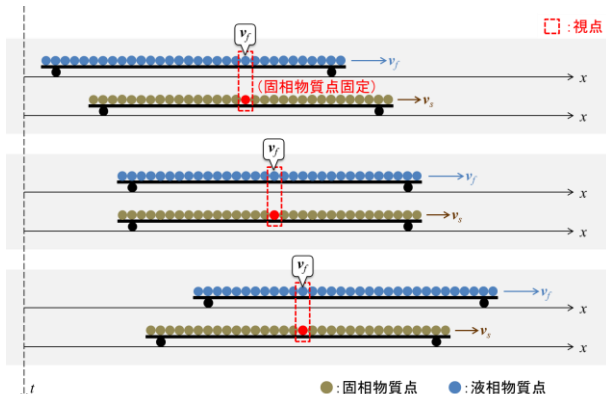 :視点
v_f
v_f
x
(固相物質点固定)
v_s
x
v_f
v_f
x
v_s
x
v_f
v_f
x
v_s
x
t
:固相物質点 :液相物質点